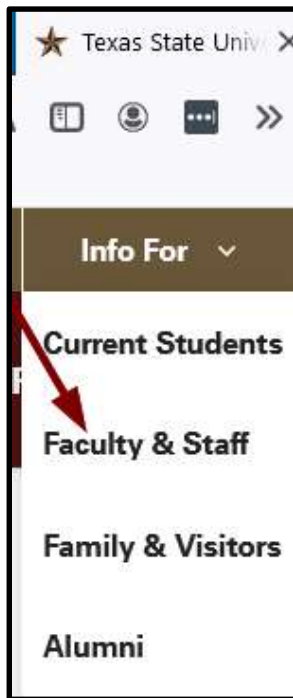 Texas State Univ
Info For
Current Students
Faculty & Staff
Family & Visitors
Alumni